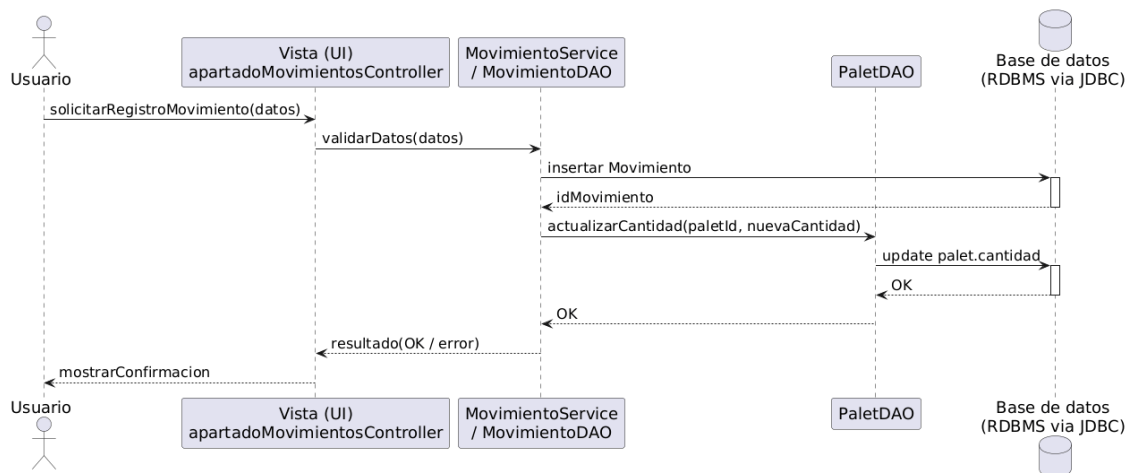 Usuario
Vista (UI)
apartadoMovimientosController
MovimientoService
/ MovimientoDAO
PaletDAO
Base de datos
(RDBMS via JDBC)
solicitarRegistroMovimiento(datos)
validarDatos(datos)
insertar Movimiento
idMovimiento
actualizarCantidad(paletId, nuevaCantidad)
update palet.cantidad
OK
OK
resultado(OK / error)
mostrarConfirmacion
Usuario
Vista (UI)
apartadoMovimientosController
MovimientoService
/ MovimientoDAO
PaletDAO
Base de datos
(RDBMS via JDBC)